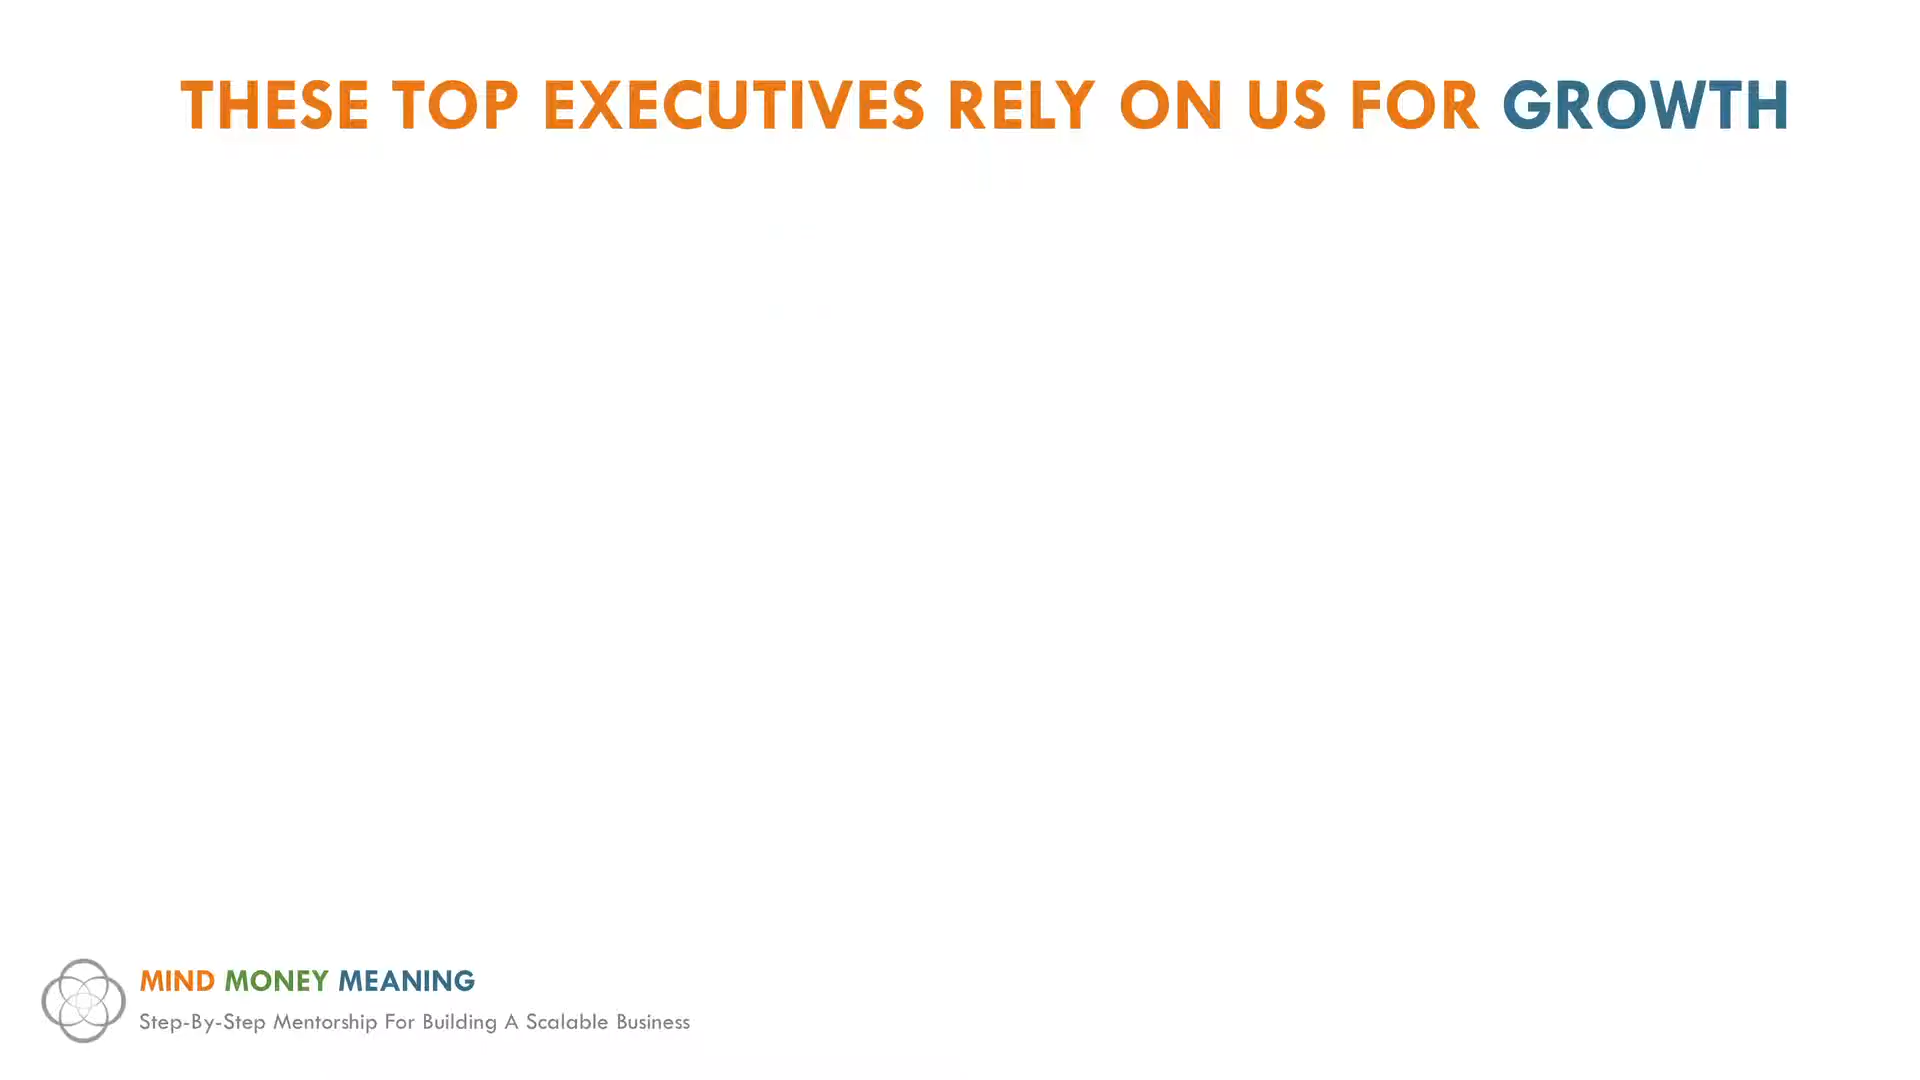 THESE TOP EXECUTIVES RELY ON US FOR GROWTH
MIND MONEY MEANING
Step-By-Step Mentorship For Building A Scalable Business